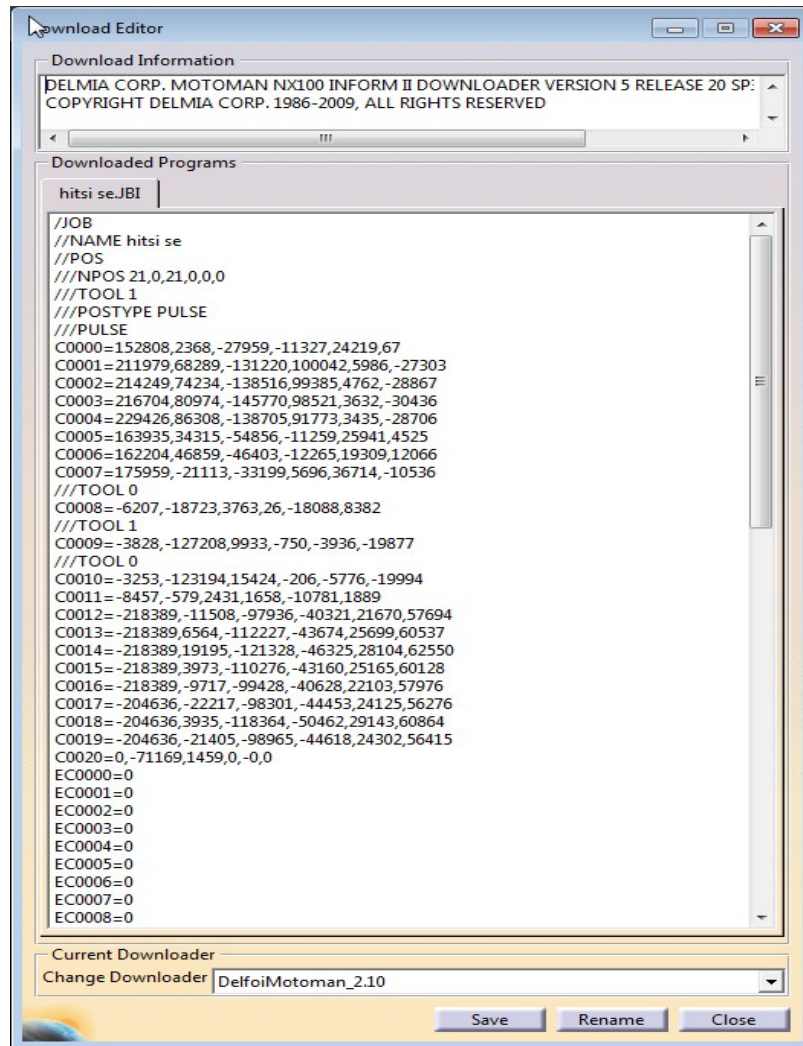 Download Editor
Download Information
DELMIA CORP. MOTOMAN NX100 INFORM II DOWNLOADER VERSION 5 RELEASE 20 SP
COPYRIGHT DELMIA CORP. 1986-2009, ALL RIGHTS RESERVED
Downloaded Programs
hitsi se.JBI
/JOB
//NAME hitsi se
//POS
///NPOS 21,0,21,0,0,0
///TOOL 1
///POSTYPE PULSE
///PULSE
C0000=152808,2368,-27959,-11327,24219,67
C0001=211979,68289,-131220,100042,5986,-27303
C0002=214249,74234,-138516,99385,4762,-28867
C0003=216704,80974,-145770,98521,3632,-30436
C0004=229426,86308,-138705,91773,3435,-28706
C0005=163935,34315,-54856,-11259,25941,4525
C0006=162204,46859,-46403,-12265,19309,12066
C0007=175959,-21113,-33199,5696,36714,-10536
///TOOL 0
C0008=-6207,-18723,3763,26,-18088,8382
///TOOL 1
C0009=-3828,-127208,9933,-750,-3936,-19877
///TOOL 0
C0010=-3253,-123194,15424,-206,-5776,-19994
C0011=-8457,-579,2431,1658,-10781,1889
C0012=-218389,-11508,-97936,-40321,21670,57694
C0013=-218389,6564,-112227,-43674,25699,60537
C0014=-218389,19195,-121328,-46325,28104,62550
C0015=-218389,3973,-110276,-43160,25165,60128
C0016=-218389,-9717,-99428,-40628,22103,57976
C0017=-204636,-22217,-98301,-44453,24125,56276
C0018=-204636,3935,-118364,-50462,29143,60864
C0019=-204636,-21405,-98965,-44618,24302,56415
C0020=0,-71169,1459,0,-0,0
EC0000=0
EC0001=0
EC0002=0
EC0003=0
EC0004=0
EC0005=0
EC0006=0
EC0007=0
EC0008=0
Current Downloader
Change Downloader DelfoiMotoman_2.10
Save Rename Close